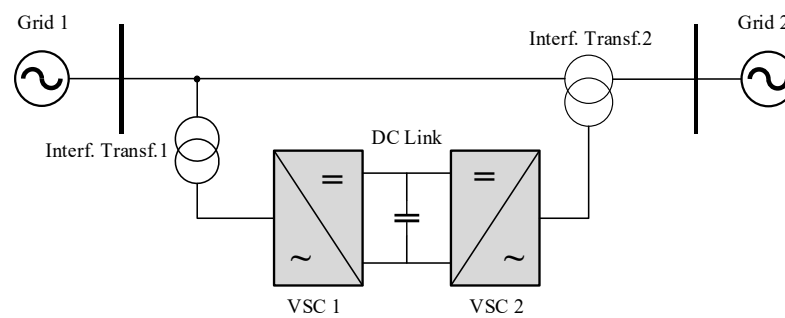 Grid 1
Interf. Transf.2
Grid 2
Interf. Transf.1
DC Link
=
=
~
~
VSC 1
VSC 2